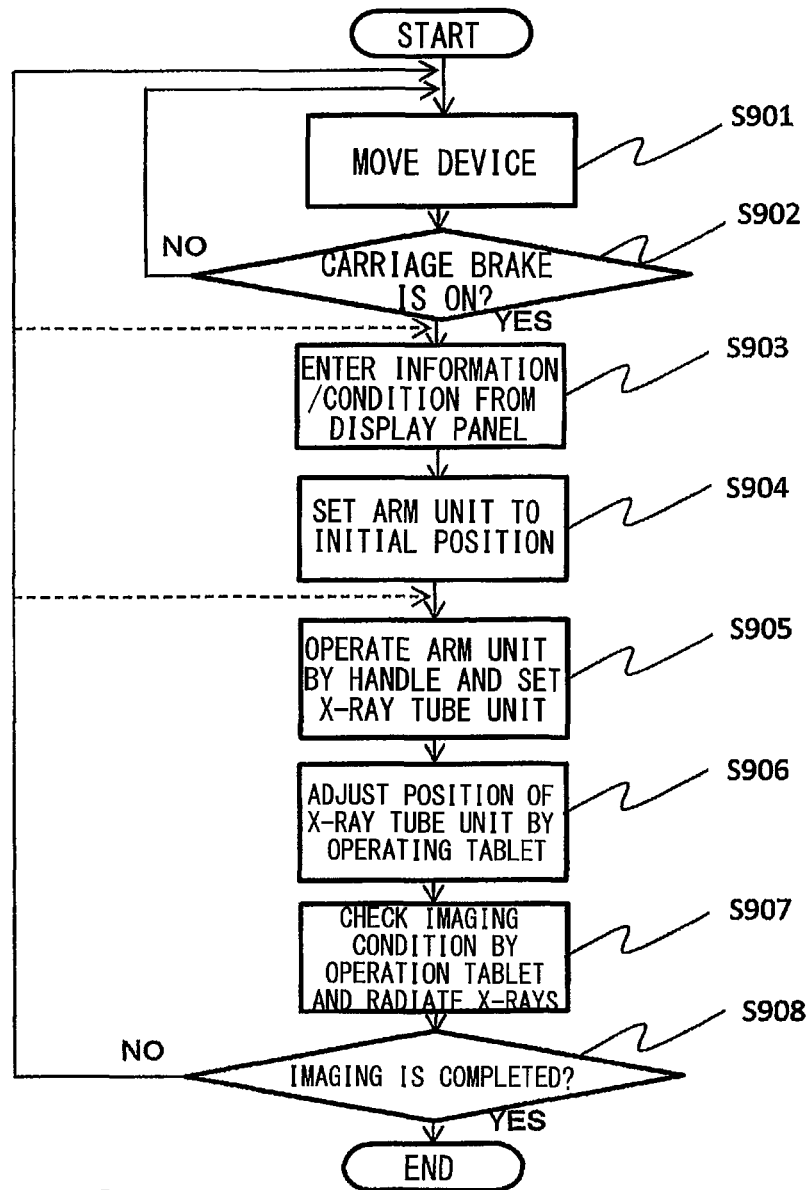 START
S901
MOVE DEVICE
S902
NO
CARRIAGE BRAKE
IS ON?
YES
S903
ENTER INFORMATION
/CONDITION FROM
DISPLAY PANEL
S904
SET ARM UNIT TO
INITIAL POSITION
S905
OPERATE ARM UNIT
BY HANDLE AND SET
X-RAY TUBE UNIT
S906
ADJUST POSITION OF
X-RAY TUBE UNIT BY
OPERATING TABLET
S907
CHECK IMAGING
CONDITION BY
OPERATION TABLET
AND RADIATE X-RAYS
S908
NO
IMAGING IS COMPLETED?
YES
END